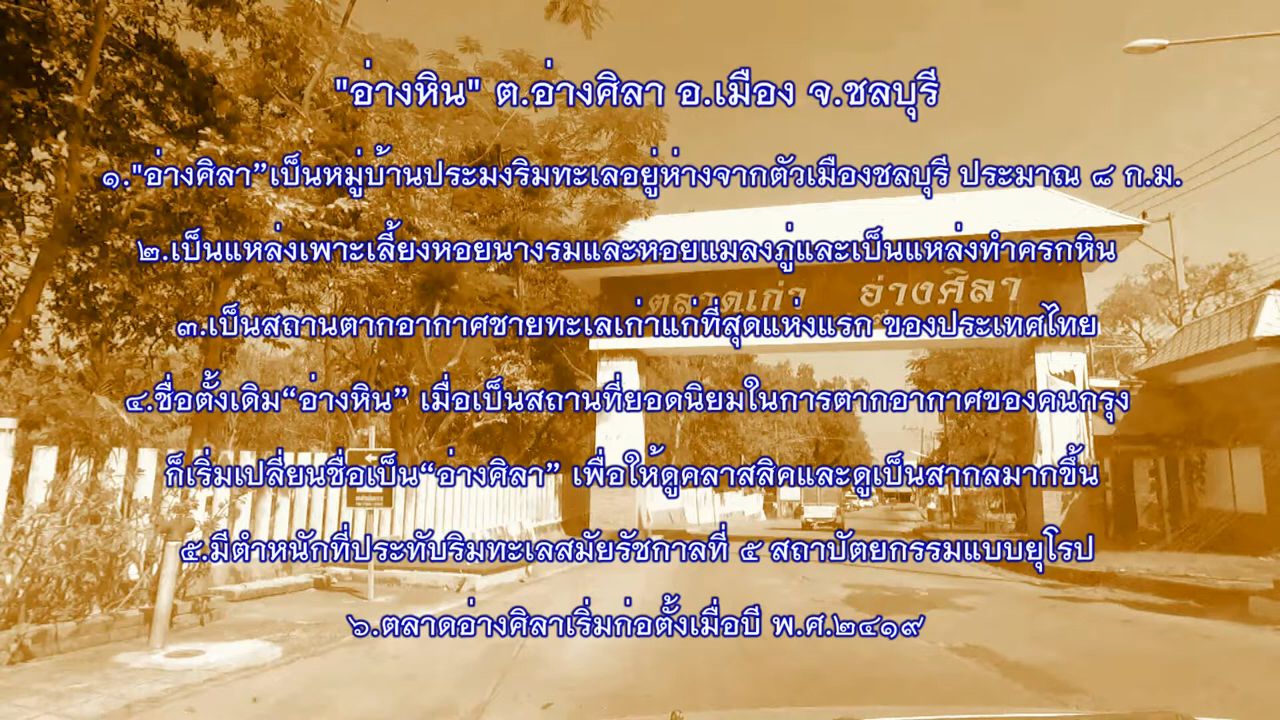 "อ่างหิน" ต.อ่างศิลา อ.เมือง จ.ชลบุรี
๑."อ่างศิลา”เป็นหมู่บ้านประมงริมทะเลอยู่ห่างจากตัวเมืองชลบุรี ประมาณ ๘ ก.ม.
๒.เป็นแหล่งเพาะเลี้ยงหอยนางรมและหอยแมลงภู่และเป็นแหล่งทำครกหิน
ตลาดเก่า อ่างศิลา
๓.เป็นสถานตากอากาศชายทะเลเก่าแก่ที่สุดแห่งแรก ของประเทศไทย
๔.ชื่อตั้งเดิม“อ่างหิน” เมื่อเป็นสถานที่ยอดนิยมในการตากอากาศของคนกรุง
ก็เริ่มเปลี่ยนชื่อเป็น“อ่างศิลา” เพื่อให้ดูคลาสสิคและดูเป็นสากลมากขึ้น
๕.มีตำหนักที่ประทับริมทะเลสมัยรัชกาลที่ ๕ สถาบัตยกรรมแบบยุโรป
๖.ตลาดอ่างศิลาเริ่มก่อตั้งเมื่อปี พ.ศ.๒๔๑๙